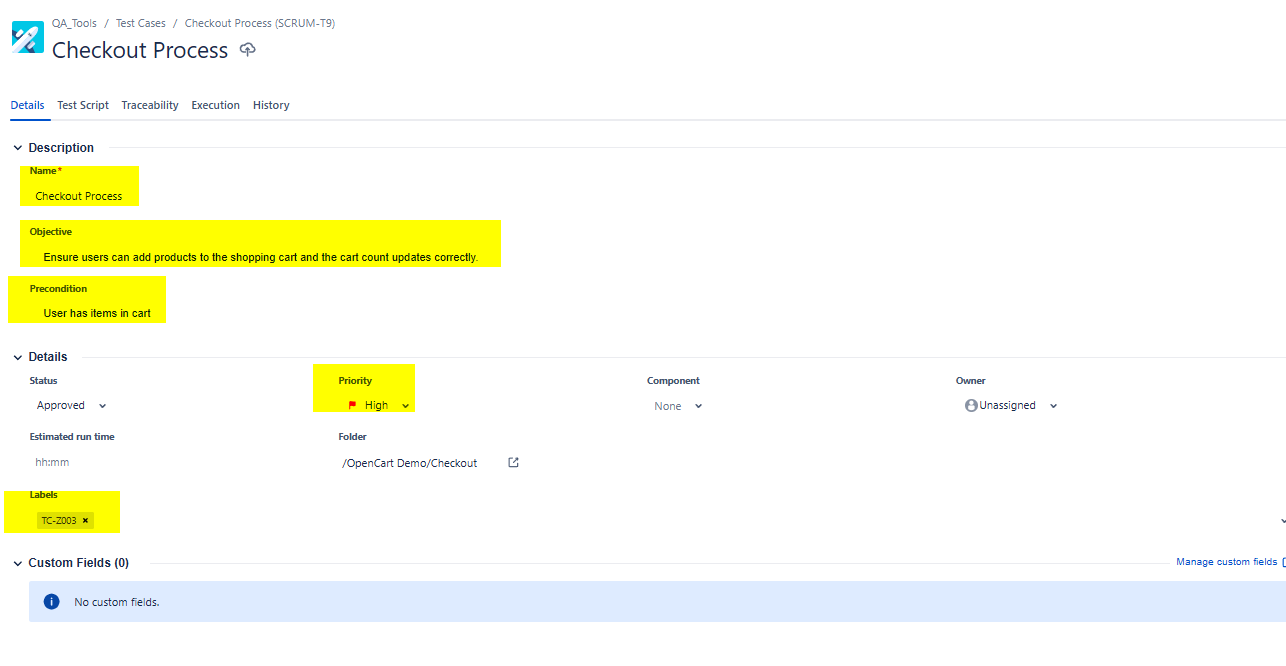 QA_Tools / Test Cases / Checkout Process (SCRUM-T9)
Checkout Process
Details Test Script Traceability Execution History
Description
Name*
Checkout Process
Objective
Ensure users can add products to the shopping cart and the cart count updates correctly.
Precondition
User has items in cart
Details
Status Priority Component Owner
Approved High None Unassigned
Estimated run time Folder
hh:mm /OpenCart Demo/Checkout
Labels
TC-Z003 ×
Custom Fields (0) Manage custom fields
No custom fields.